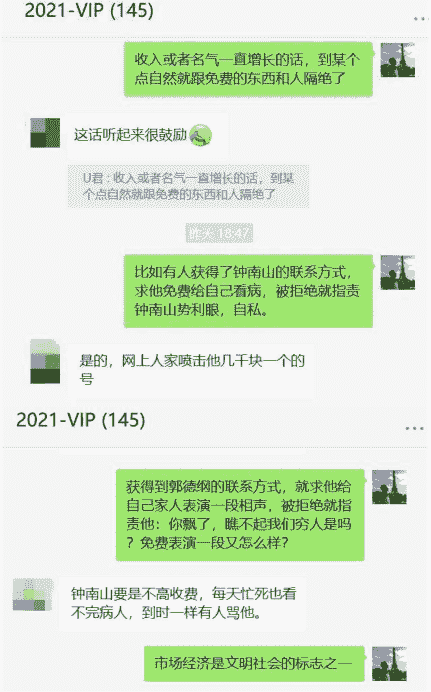 2021-VIP (145)
收入或者名气一直增长的话，到某个
点自然就跟免费的东西和人隔绝了
这话听起来很鼓励
U君：收入或者名气一直增长的话，到某
个点自然就跟免费的东西和人隔绝了
昨天 18:47
比如有人获得了钟南山的联系方式，
求他免费给自己看病，被拒绝就指责
钟南山势利眼，自私。
是的，网上人家喷击他几千块一个的
号
2021-VIP (145)
获得到郭德纲的联系方式，就求他给
自己家人表演一段相声，被拒绝就指
责他：你飘了，瞧不起我们穷人是吗
？免费表演一段又怎么样？
钟南山要是不高收费，每天忙死也看
不完病人，到时一样有人骂他。
市场经济是文明社会的标志之一